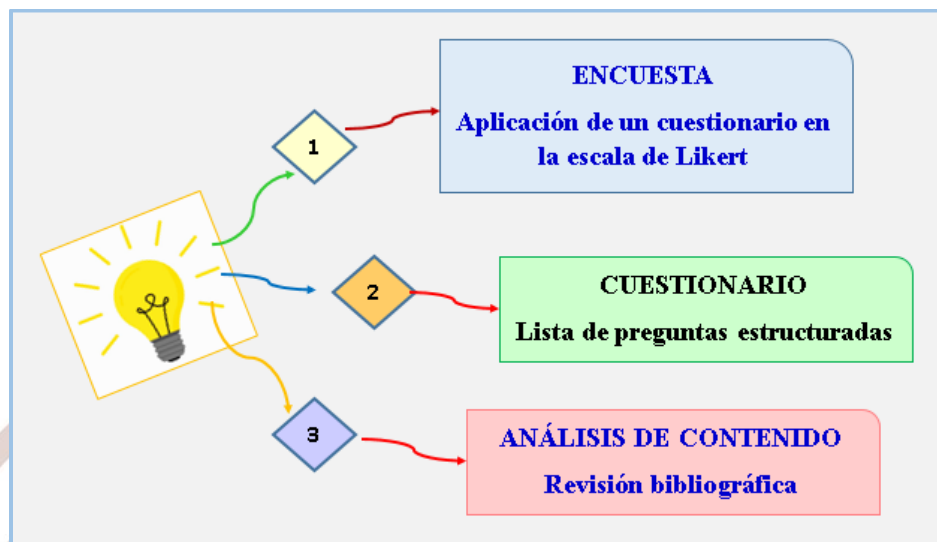 ENCUESTA
Aplicación de un cuestionario en
la escala de Likert
1
CUESTIONARIO
Lista de preguntas estructuradas
2
ANÁLISIS DE CONTENIDO
Revisión bibliográfica
3